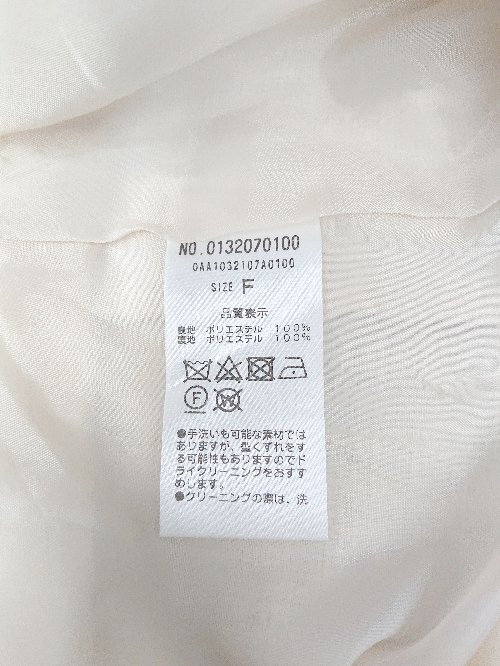 NO.0132070100
0AA1032107A0100
SIZE F
品質表示
表地 ポリエステル 100%
裏地 ポリエステル 100%
F W
●手洗いも可能な素材では
ありますが、型くずれをす
る可能性もありますのでド
ライクリーニングをおすす
めします。
●クリーニングの際は、洗